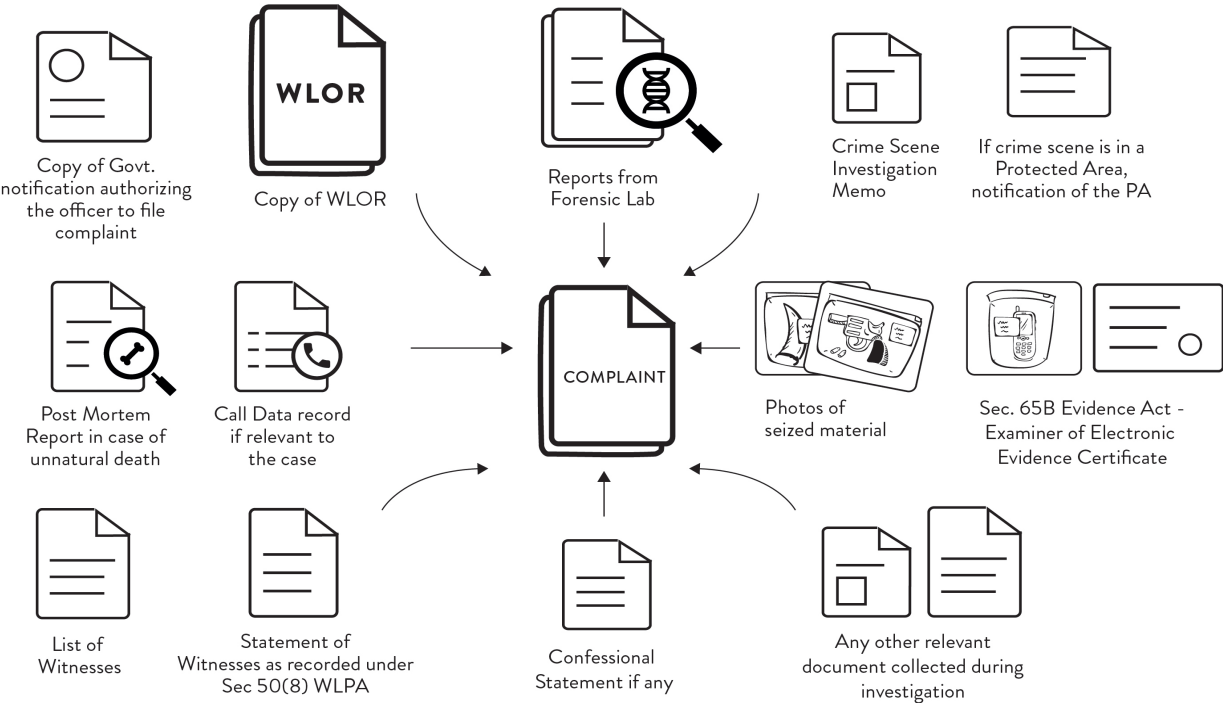 WLOR
Copy of Govt.
notification authorizing
the officer to file
complaint
Copy of WLOR
Reports from
Forensic Lab
Crime Scene
Investigation
Memo
If crime scene is in a
Protected Area,
notification of the PA
COMPLAINT
Post Mortem
Report in case of
unnatural death
Call Data record
if relevant to
the case
Photos of
seized material
Sec. 65B Evidence Act -
Examiner of Electronic
Evidence Certificate
List of
Witnesses
Statement of
Witnesses as recorded under
Sec 50(8) WLPA
Confessional
Statement if any
Any other relevant
document collected during
investigation